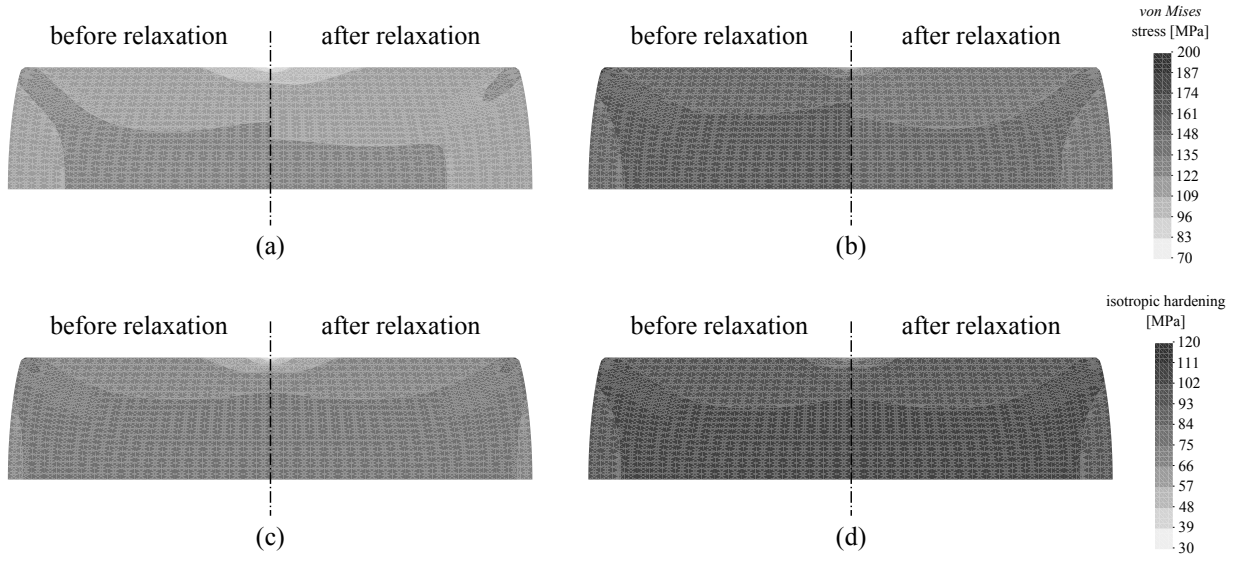 von Mises
stress [MPa]
before relaxation after relaxation
before relaxation after relaxation
200
187
174
161
148
135
122
109
96
83
70
(a)
(b)
isotropic hardening
[MPa]
before relaxation after relaxation
before relaxation after relaxation
120
111
102
93
84
75
66
57
48
39
30
(c)
(d)